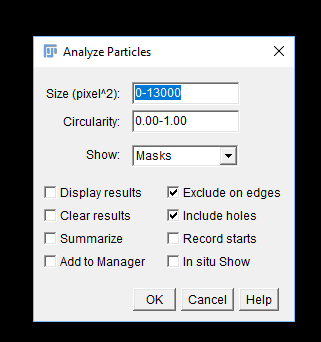 Analyze Particles
Size (pixel^2): 0-13000
Circularity: 0.00-1.00
Show: Masks
Display results Exclude on edges
Clear results Include holes
Summarize Record starts
Add to Manager In situ Show
OK Cancel Help